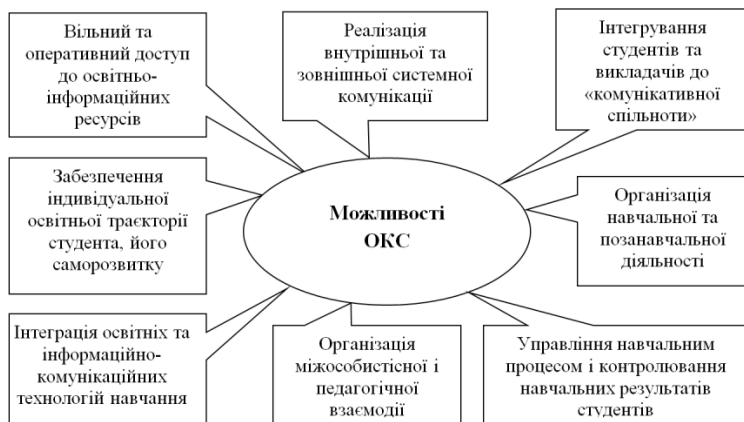 Вільний та
оперативний доступ
до освітньо-
інформаційних
ресурсів
Реалізація
внутрішньої та
зовнішньої системної
комунікації
Інтегрування
студентів та
викладачів до
«комунікативної
спільноти»
Забезпечення
індивідуальної
освітньої траєкторії
студента, його
саморозвитку
Можливості
ОКС
Організація
навчальної та
позанавчальної
діяльності
Інтеграція освітніх та
інформаційно-
комунікаційних
технологій навчання
Організація
міжособистісної і
педагогічної
взаємодії
Управління навчальним
процесом і контролювання
навчальних результатів
студентів